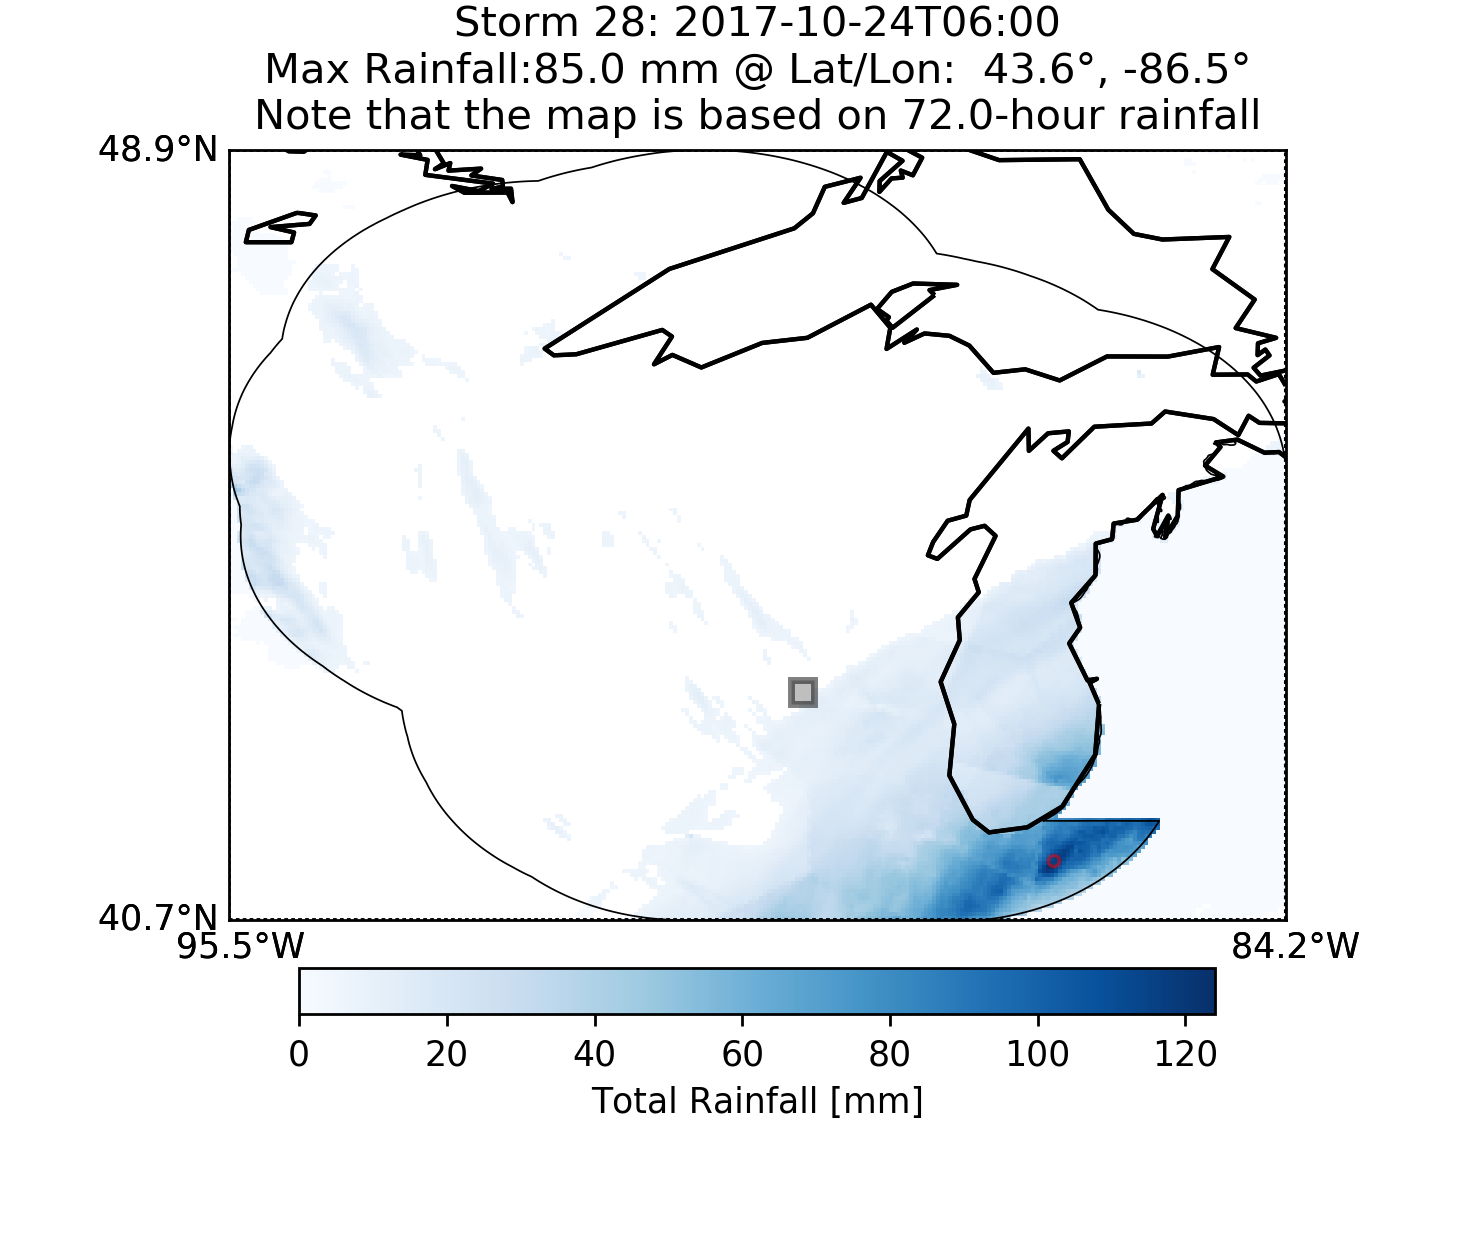 Storm 28: 2017-10-24T06:00
Max Rainfall:85.0 mm @ Lat/Lon:  43.6°, -86.5°
Note that the map is based on 72.0-hour rainfall
48.9°N
40.7°N
95.5°W 84.2°W
0 20 40 60 80 100 120
Total Rainfall [mm]